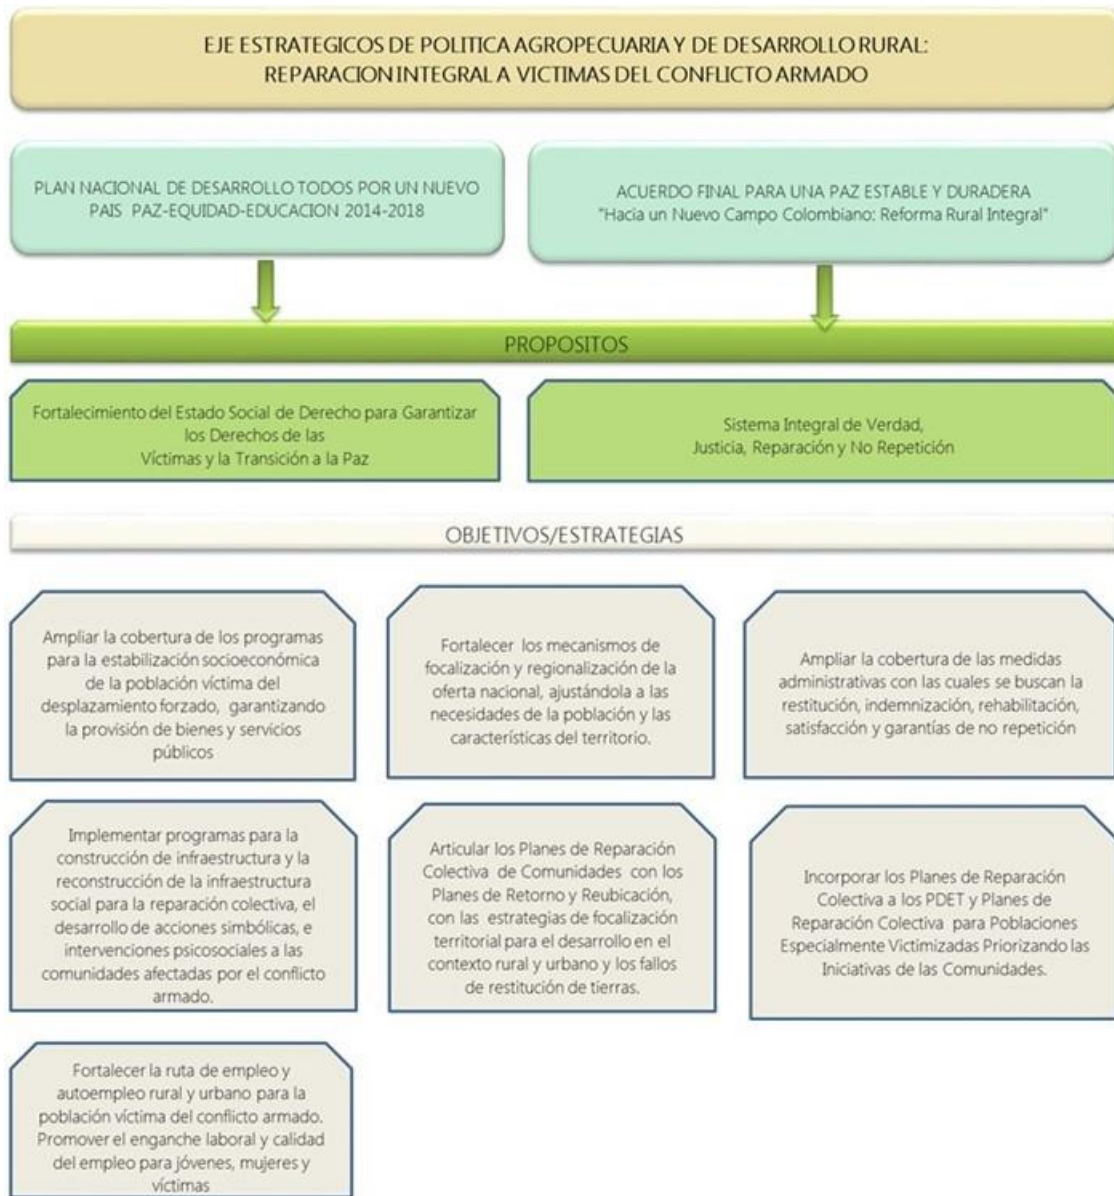 EJE ESTRATEGICOS DE POLITICA AGROPECUARIA Y DE DESARROLLO RURAL:
REPARACION INTEGRAL A VICTIMAS DEL CONFLICTO ARMADO
PLAN NACIONAL DE DESARROLLO TODOS POR UN NUEVO
PAIS PAZ-EQUIDAD-EDUCACION 2014-2018
ACUERDO FINAL PARA UNA PAZ ESTABLE Y DURADERA
"Hacia un Nuevo Campo Colombiano: Reforma Rural Integral"
PROPOSITOS
Fortalecimiento del Estado Social de Derecho para Garantizar
los Derechos de las
Víctimas y la Transición a la Paz
Sistema Integral de Verdad,
Justicia, Reparación y No Repetición
OBJETIVOS/ESTRATEGIAS
Ampliar la cobertura de los programas
para la estabilización socioeconómica
de la población víctima del
desplazamiento forzado, garantizando
la provisión de bienes y servicios
públicos
Fortalecer los mecanismos de
focalización y regionalización de la
oferta nacional, ajustándola a las
necesidades de la población y las
características del territorio.
Ampliar la cobertura de las medidas
administrativas con las cuales se buscan la
restitución, indemnización, rehabilitación,
satisfacción y garantías de no repetición
Implementar programas para la
construcción de infraestructura y la
reconstrucción de la infraestructura
social para la reparación colectiva, el
desarrollo de acciones simbólicas, e
intervenciones psicosociales a las
comunidades afectadas por el conflicto
armado.
Articular los Planes de Reparación
Colectiva de Comunidades con los
Planes de Retorno y Reubicación,
con las estrategias de focalización
territorial para el desarrollo en el
contexto rural y urbano y los fallos
de restitución de tierras.
Incorporar los Planes de Reparación
Colectiva a los PDET y Planes de
Reparación Colectiva para Poblaciones
Especialmente Victimizadas Priorizando las
Iniciativas de las Comunidades.
Fortalecer la ruta de empleo y
autoempleo rural y urbano para la
población víctima del conflicto armado.
Promover el enganche laboral y calidad
del empleo para jóvenes, mujeres y
víctimas